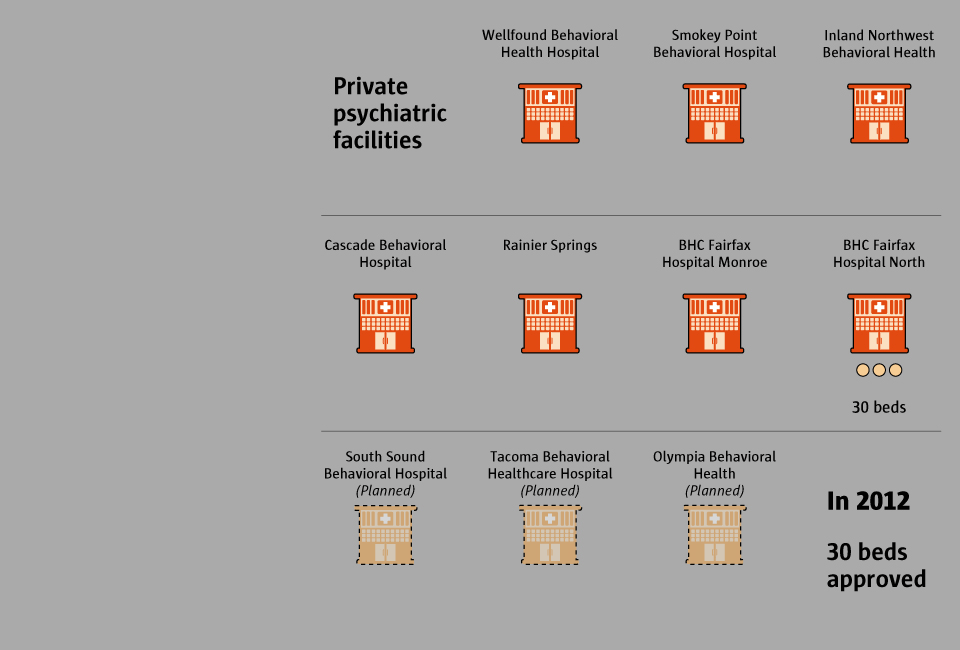 Private
psychiatric
facilities
Wellfound Behavioral
Health Hospital
Smokey Point
Behavioral Hospital
Inland Northwest
Behavioral Health
Cascade Behavioral
Hospital
Rainier Springs
BHC Fairfax
Hospital Monroe
BHC Fairfax
Hospital North
30 beds
South Sound
Behavioral Hospital
(Planned)
Tacoma Behavioral
Healthcare Hospital
(Planned)
Olympia Behavioral
Health
(Planned)
In 2012
30 beds
approved